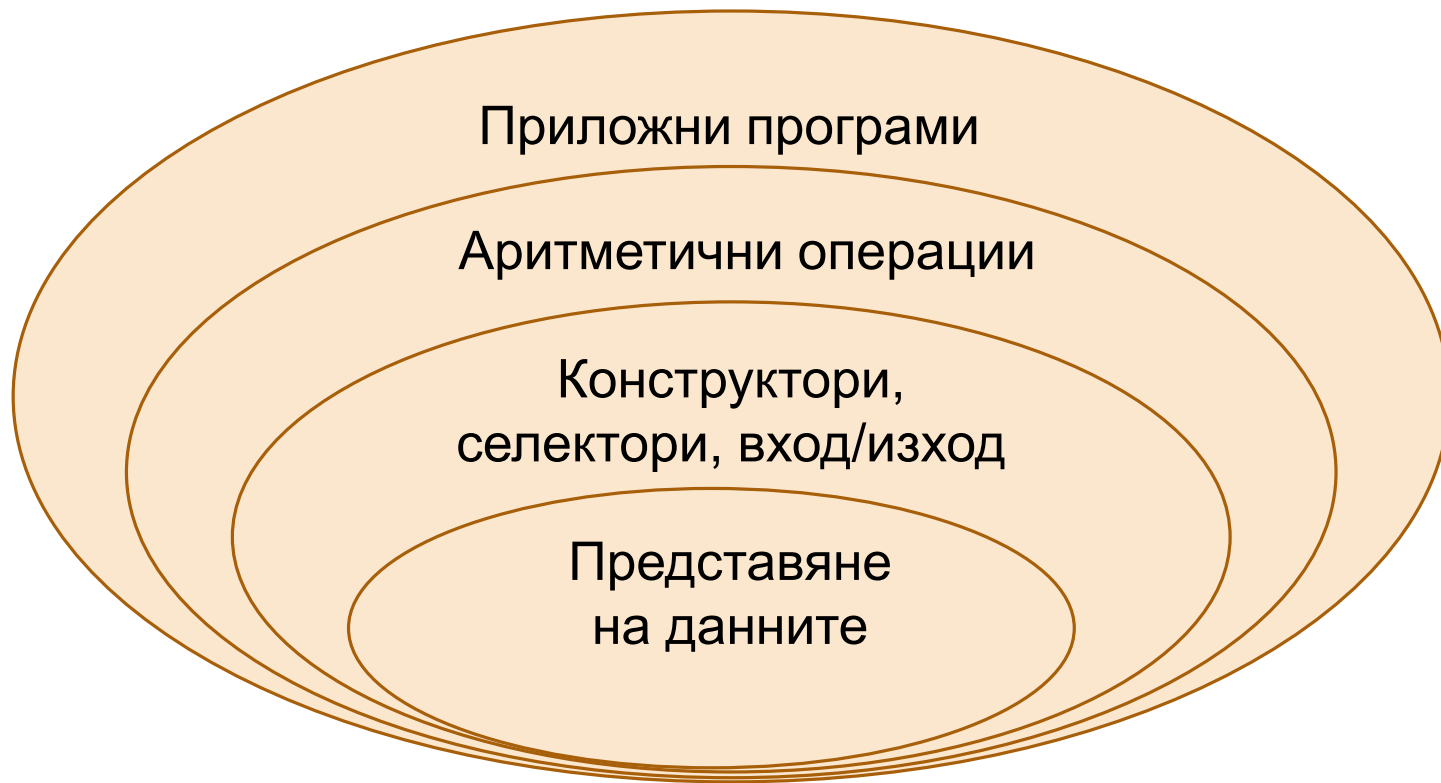 Приложни програми
Аритметични операции
Конструктори,
селектори, вход/изход
Представяне
на данните